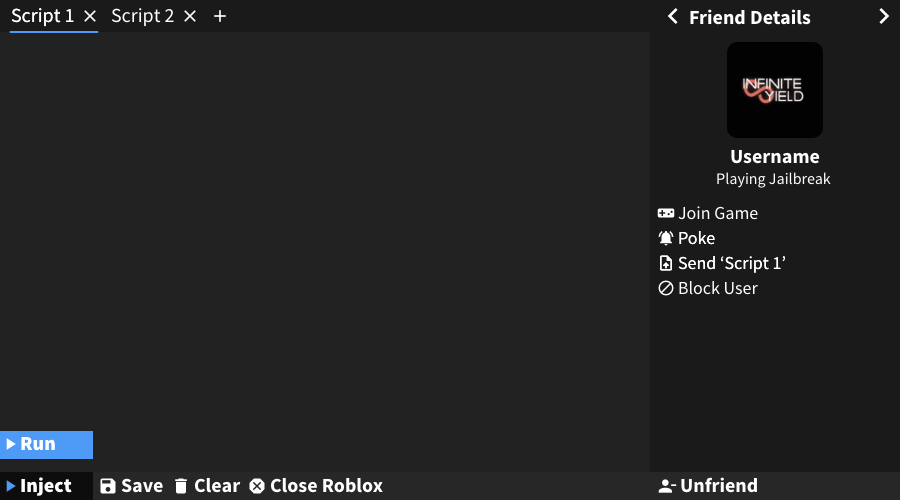 Script 1
Script 2
Friend Details
INFINITE
YIELD
Username
Playing Jailbreak
Join Game
Poke
Send ‘Script 1’
Block User
Run
Inject
Save
Clear
Close Roblox
Unfriend